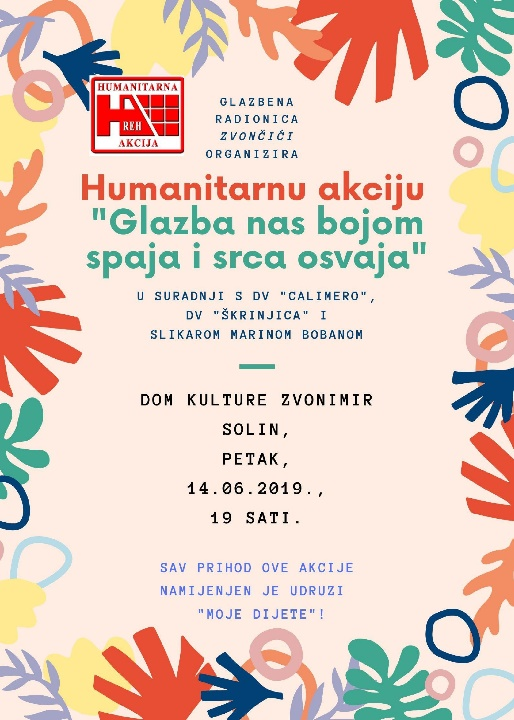 HUMANITARNA
REH
AKCIJA
GLAZBENA
RADIONICA
ZVONČIĆI
ORGANIZIRA
Humanitarnu akciju
"Glazba nas bojom
spaja i srca osvaja"
U SURADNJI S DV "CALIMERO",
DV "ŠKRINJICA" I
SLIKAROM MARINOM BOBANOM
DOM KULTURE ZVONIMIR
SOLIN,
PETAK,
14.06.2019.,
19 SATI.
SAV PRIHOD OVE AKCIJE
NAMIJENJEN JE UDRUZI
"MOJE DIJETE"!